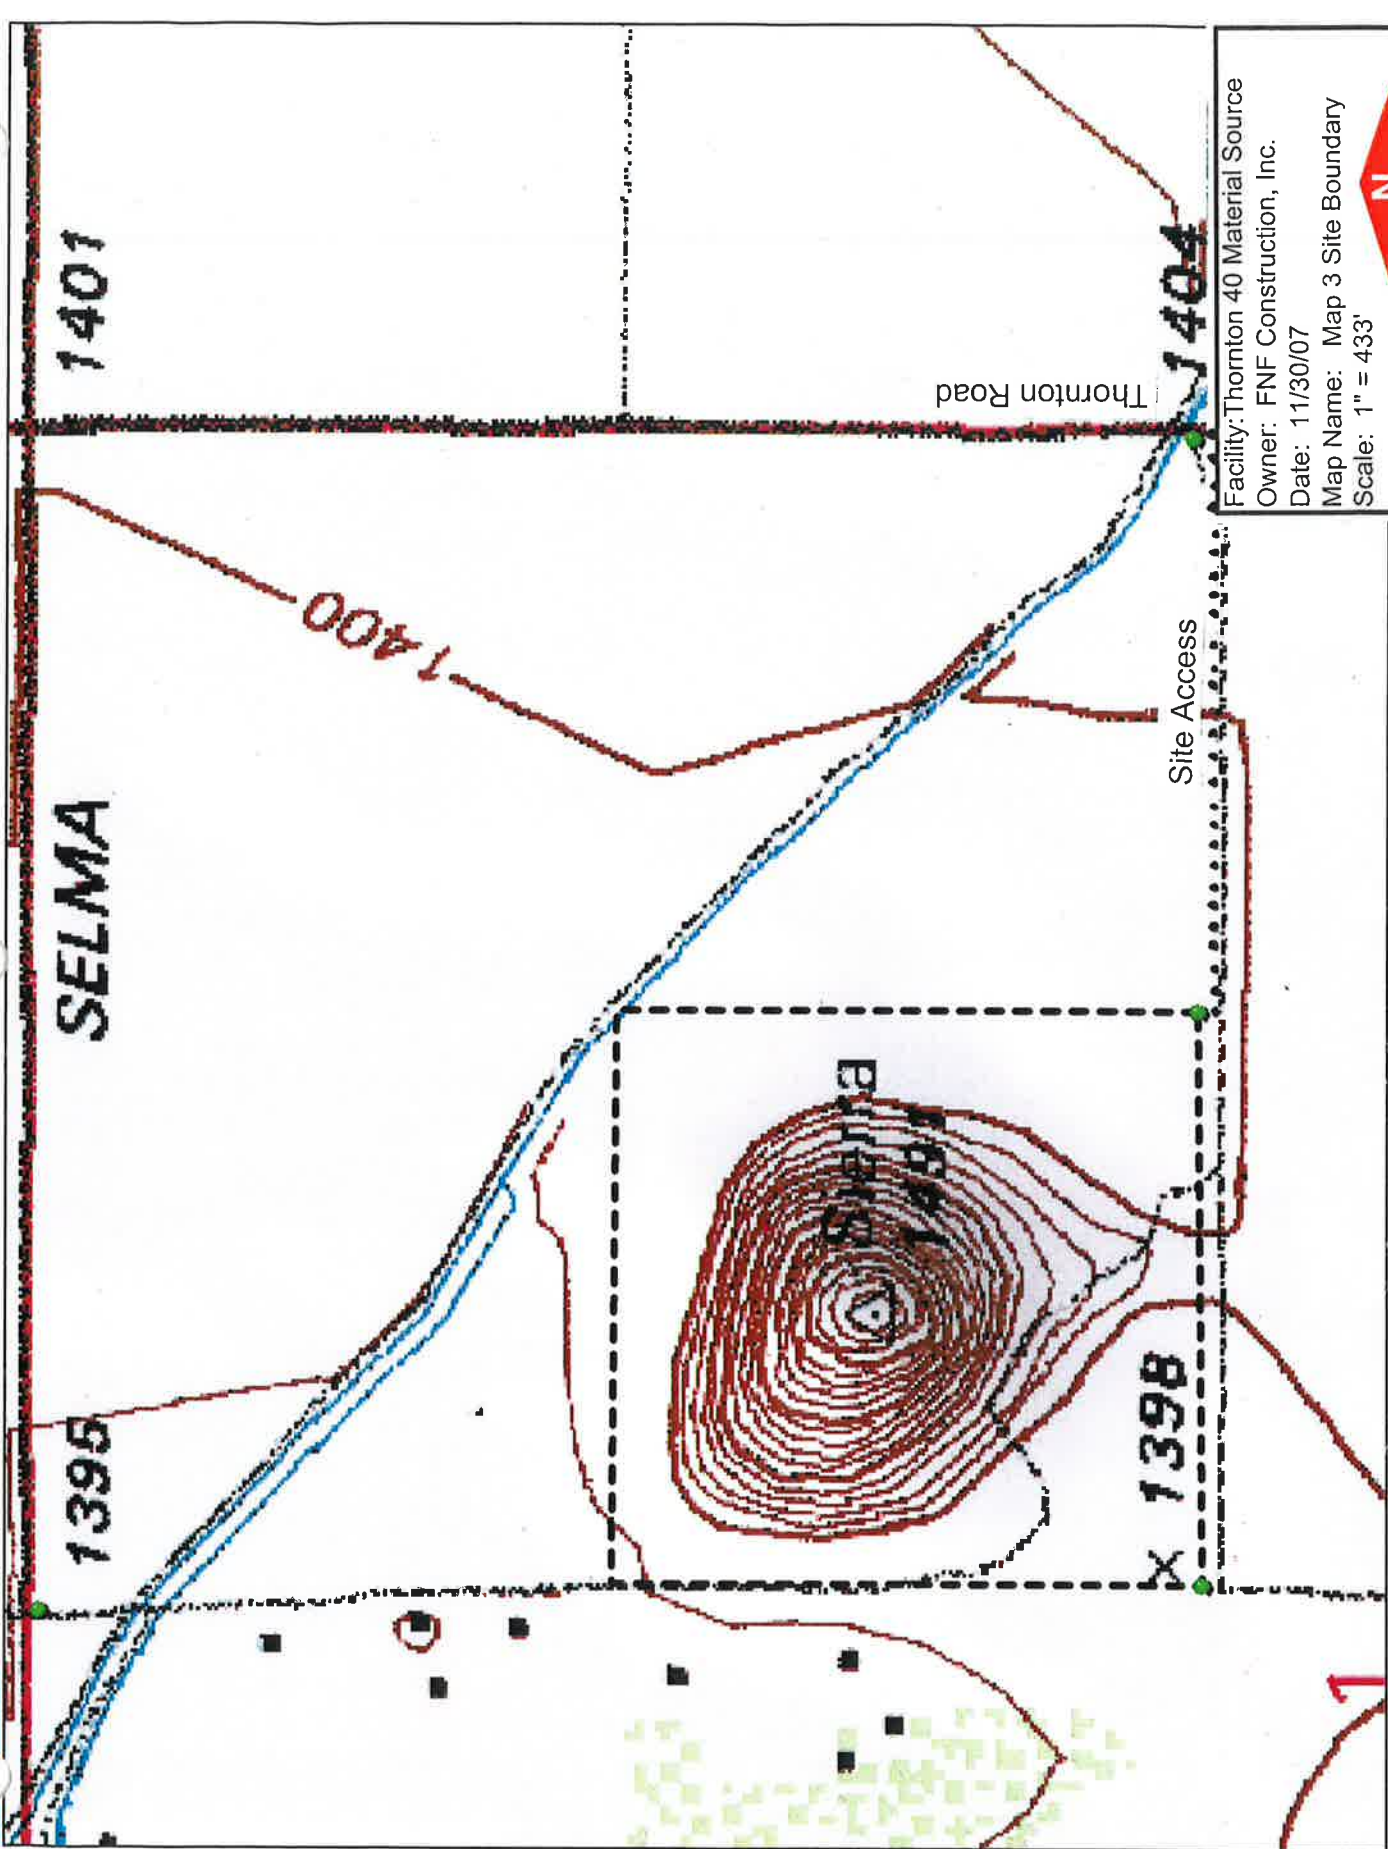 SELMA
1401
1395
1400
Thornton Road
1404
Site Access
Sierra
1491
X 1398
1
Facility: Thornton 40 Material Source
Owner: FNF Construction, Inc.
Date: 11/30/07
Map Name: Map 3 Site Boundary
Scale: 1" = 433'
N